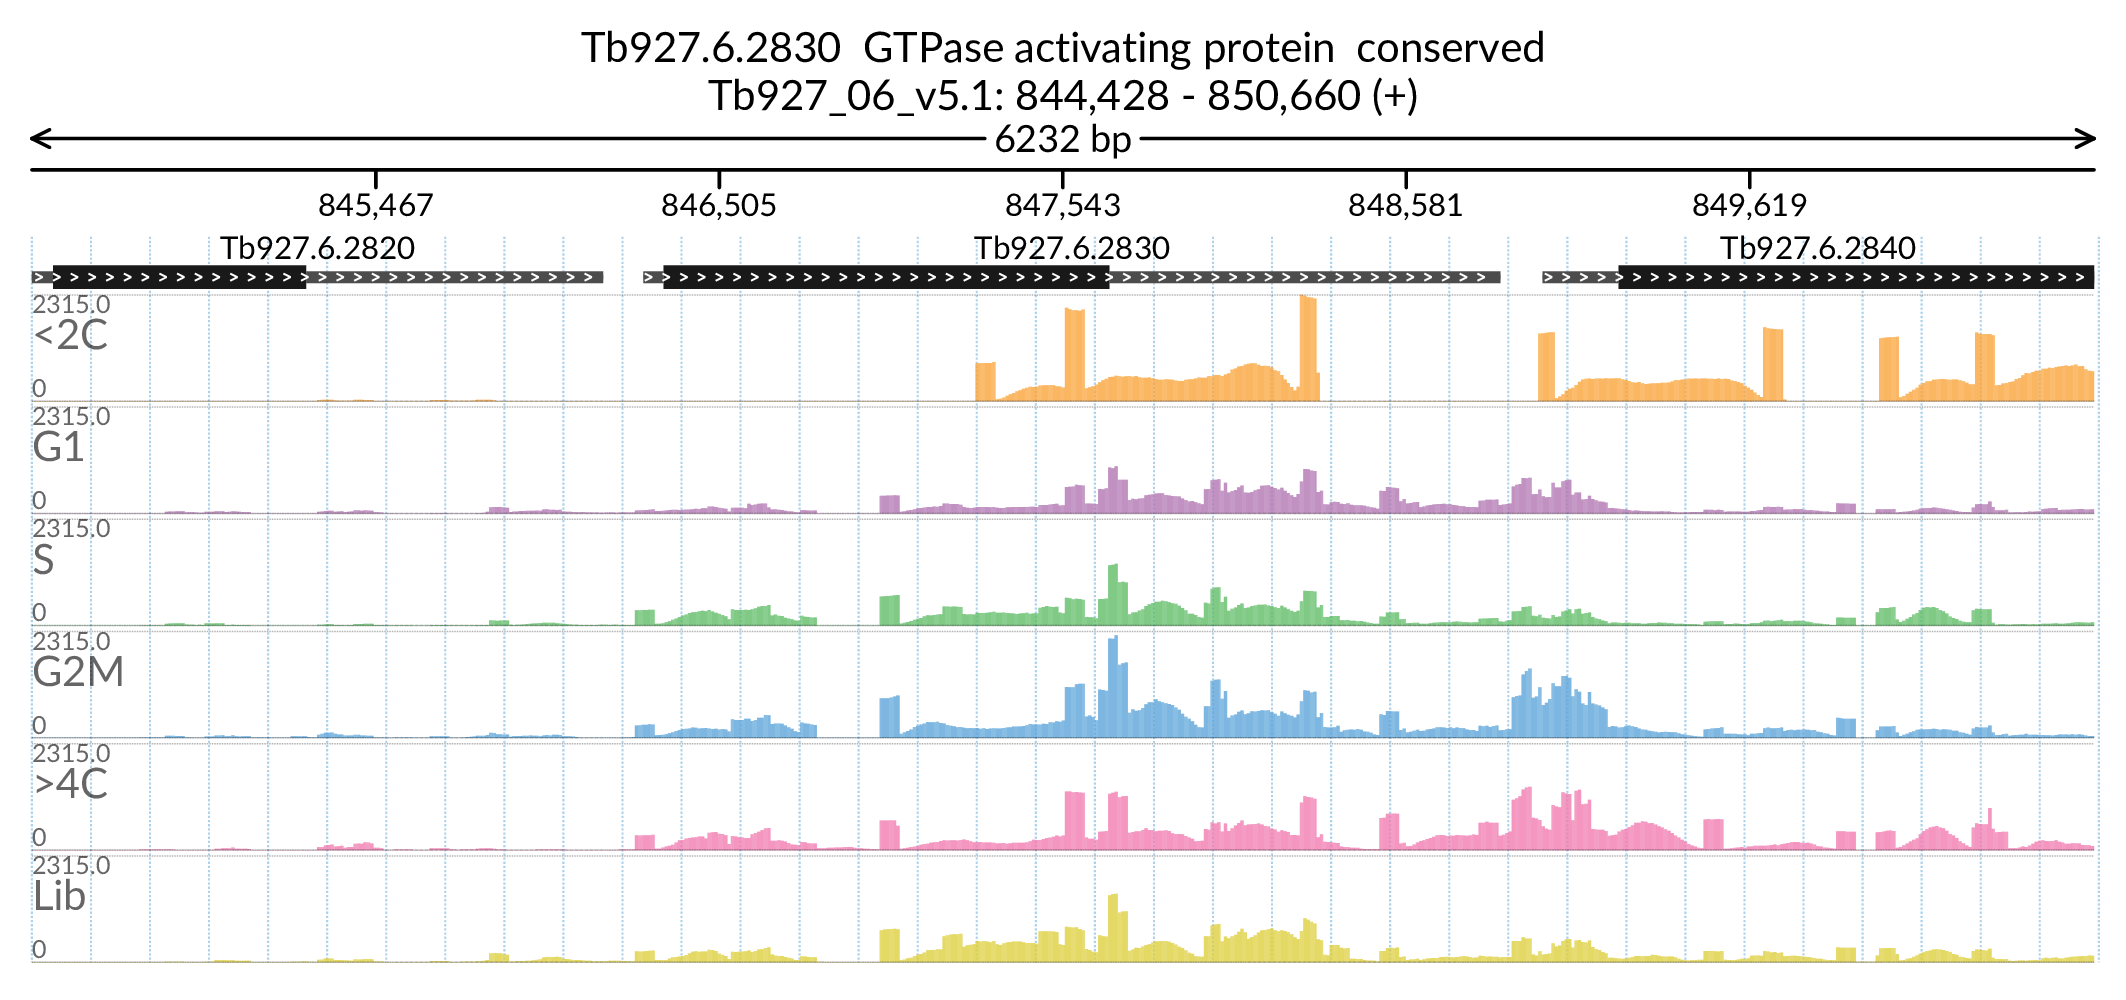 Tb927.6.2830  GTPase activating protein  conserved
Tb927_06_v5.1: 844,428 - 850,660 (+)
6232 bp
845,467 846,505 847,543 848,581 849,619
Tb927.6.2820 Tb927.6.2830 Tb927.6.2840
2315.0
<2C
0
2315.0
G1
0
2315.0
S
0
2315.0
G2M
0
2315.0
>4C
0
2315.0
Lib
0